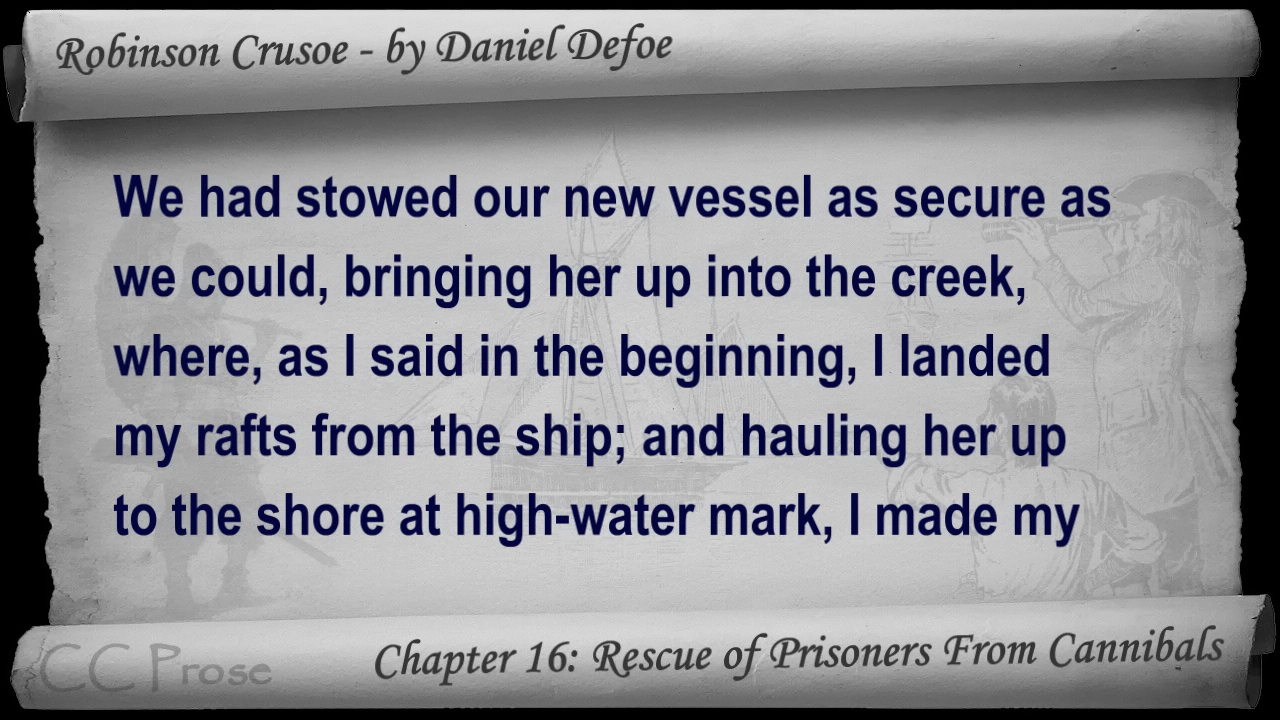 Robinson Crusoe - by Daniel Defoe
We had stowed our new vessel as secure as
we could, bringing her up into the creek,
where, as I said in the beginning, I landed
my rafts from the ship; and hauling her up
to the shore at high-water mark, I made my
CC Prose
Chapter 16: Rescue of Prisoners From Cannibals